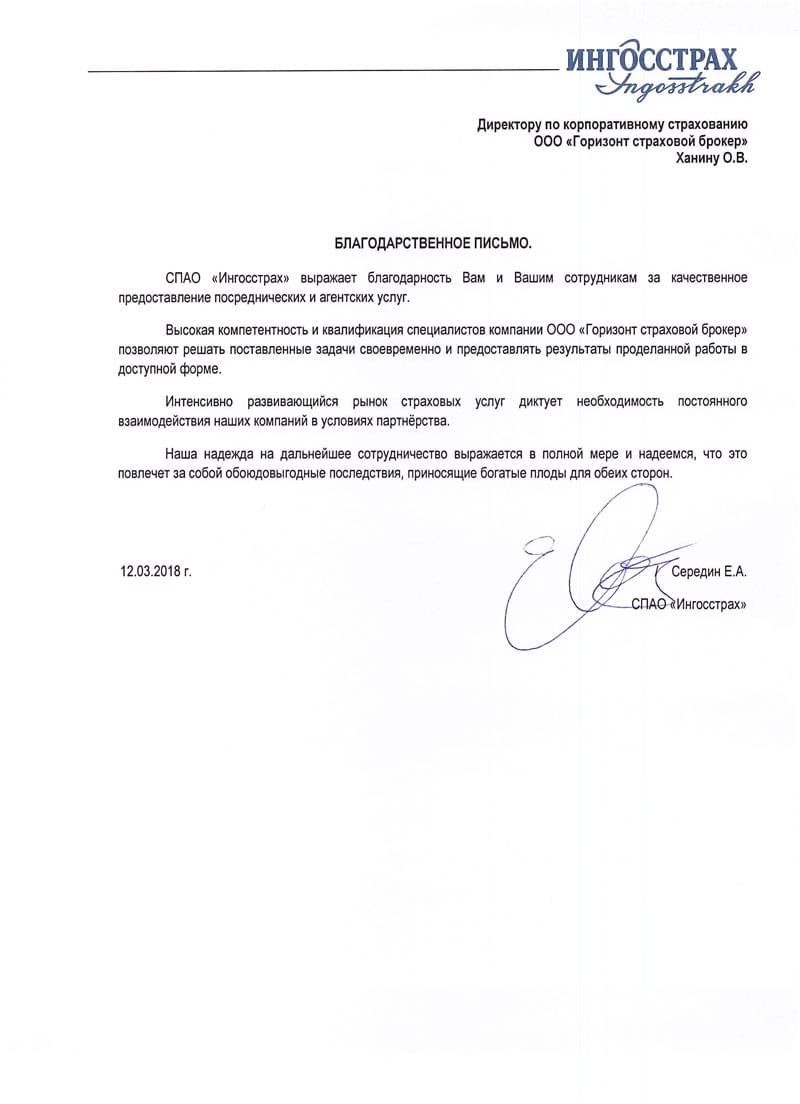 ИНГОССТРАХ
Ingosstrakh
Директору по корпоративному страхованию
ООО «Горизонт страховой брокер»
Ханину О.В.
БЛАГОДАРСТВЕННОЕ ПИСЬМО.
СПАО «Ингосстрах» выражает благодарность Вам и Вашим сотрудникам за качественное
предоставление посреднических и агентских услуг.
Высокая компетентность и квалификация специалистов компании ООО «Горизонт страховой брокер»
позволяют решать поставленные задачи своевременно и предоставлять результаты проделанной работы в
доступной форме.
Интенсивно развивающийся рынок страховых услуг диктует необходимость постоянного
взаимодействия наших компаний в условиях партнёрства.
Наша надежда на дальнейшее сотрудничество выражается в полной мере и надеемся, что это
повлечет за собой обоюдовыгодные последствия, приносящие богатые плоды для обеих сторон.
12.03.2018 г.
Середин Е.А.
СПАО «Ингосстрах»